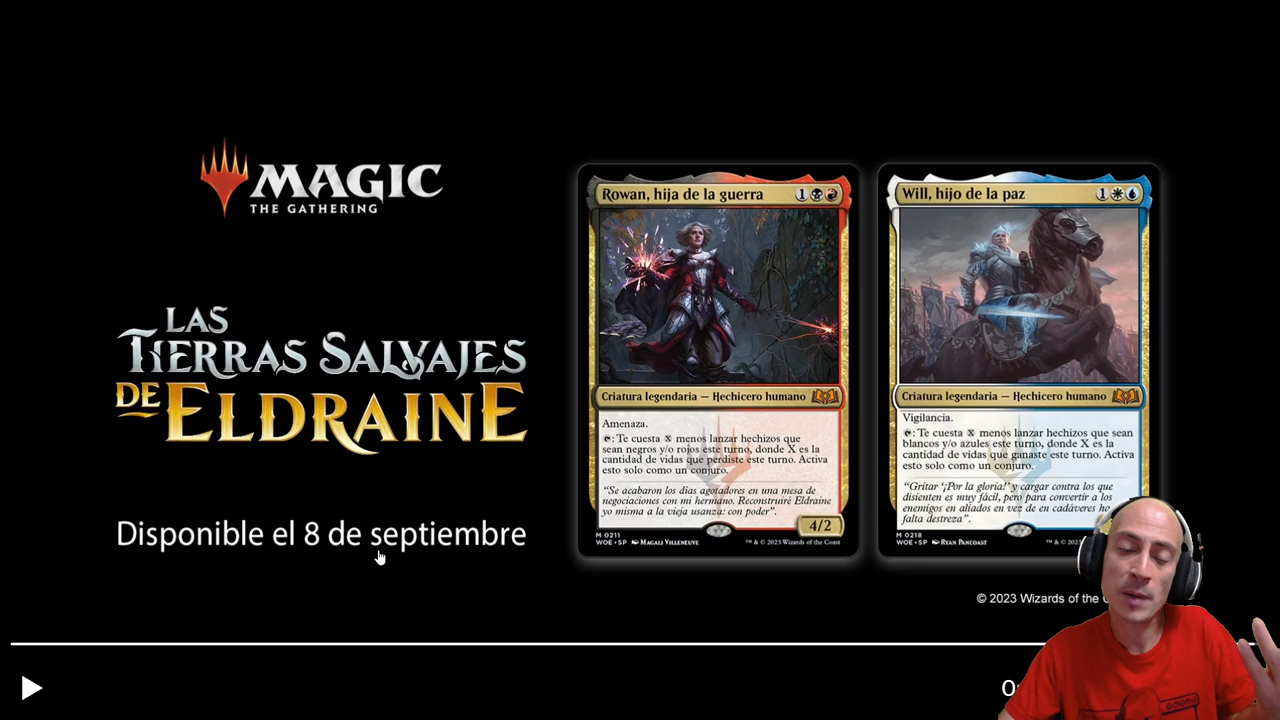 MAGIC
THE GATHERING
LAS
TIERRAS SALVAJES
DE ELDRAINE
Disponible el 8 de septiembre
Rowan, hija de la guerra 1
Criatura legendaria — Hechicero humano
Amenaza.
: Te cuesta X menos lanzar hechizos que
sean negros y/o rojos este turno, donde X es la
cantidad de vidas que perdiste este turno. Activa
esto solo como un conjuro.
“Se acabaron los días agotadores en una mesa de
negociaciones con mi hermano. Reconstruiré Eldraine
yo misma a la vieja usanza: con poder”.
4/2
M 0211
WOE • SP MAGALI VILLENEUVE ™ & © 2023 Wizards of the Coast
Will, hijo de la paz 1
Criatura legendaria — Hechicero humano
Vigilancia.
: Te cuesta X menos lanzar hechizos que sean
blancos y/o azules este turno, donde X es la
cantidad de vidas que ganaste este turno. Activa
esto solo como un conjuro.
“Gritar ‘¡Por la gloria!’ y cargar contra los que
disienten es muy fácil, pero para convertir a los
enemigos en aliados en vez de en cadáveres
falta destreza”.
M 0218
WOE • SP RYAN PANCOAST ™ & © 202
© 2023 Wizards of the